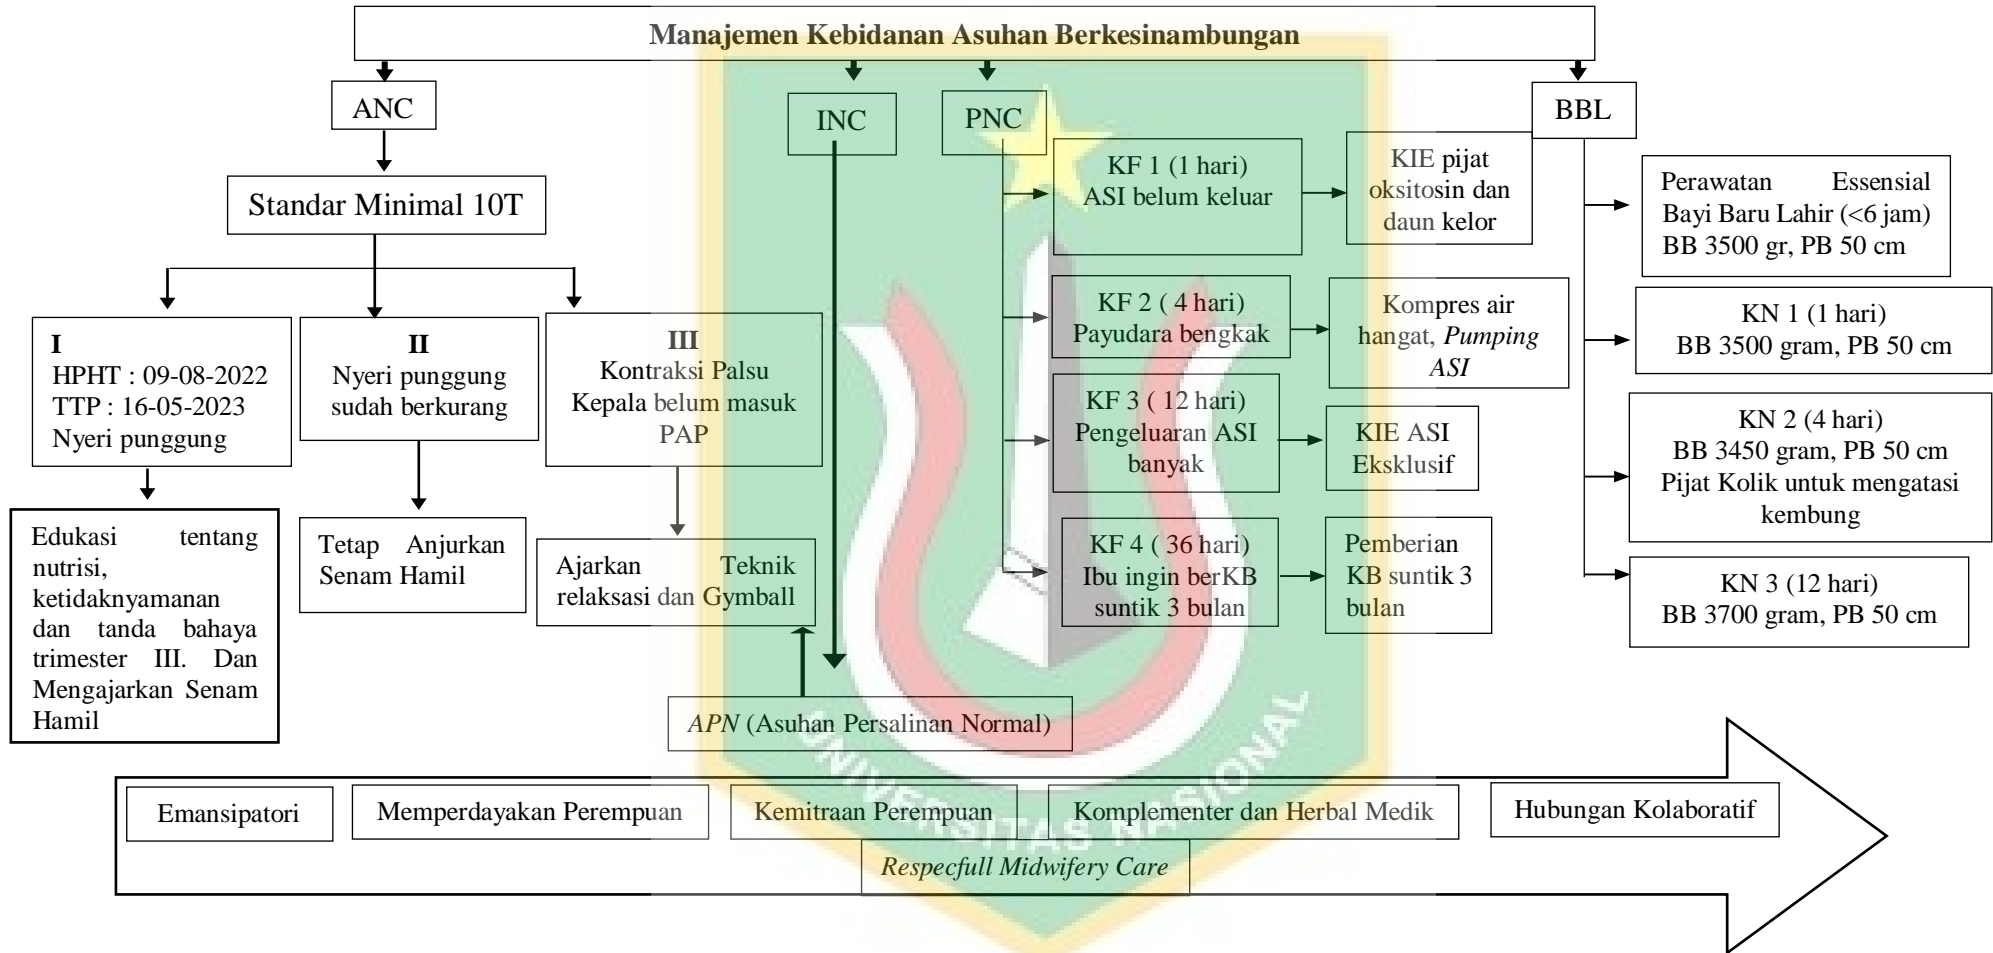 Manajemen Kebidanan Asuhan Berkesinambungan
ANC
Standar Minimal 10T
I
HPHT : 09-08-2022
TTP : 16-05-2023
Nyeri punggung
Edukasi tentang
nutrisi,
ketidaknyamanan
dan tanda bahaya
trimester III. Dan
Mengajarkan Senam
Hamil
II
Nyeri punggung
sudah berkurang
Tetap Anjurkan
Senam Hamil
III
Kontraksi Palsu
Kepala belum masuk
PAP
Ajarkan Teknik
relaksasi dan Gymball
INC
APN (Asuhan Persalinan Normal)
PNC
KF 1 (1 hari)
ASI belum keluar
KIE pijat
oksitosin dan
daun kelor
KF 2 ( 4 hari)
Payudara bengkak
Kompres air
hangat, Pumping
ASI
KF 3 ( 12 hari)
Pengeluaran ASI
banyak
KIE ASI
Eksklusif
KF 4 ( 36 hari)
Ibu ingin berKB
suntik 3 bulan
Pemberian
KB suntik 3
bulan
BBL
Perawatan Essensial
Bayi Baru Lahir (<6 jam)
BB 3500 gr, PB 50 cm
KN 1 (1 hari)
BB 3500 gram, PB 50 cm
KN 2 (4 hari)
BB 3450 gram, PB 50 cm
Pijat Kolik untuk mengatasi
kembung
KN 3 (12 hari)
BB 3700 gram, PB 50 cm
Emansipatori
Memperdayakan Perempuan
Kemitraan Perempuan
Komplementer dan Herbal Medik
Hubungan Kolaboratif
Respecfull Midwifery Care
UNIVERSITAS NASIONAL